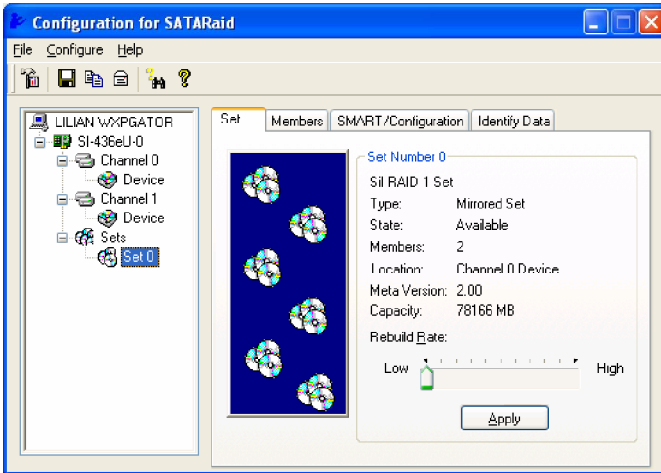 Configuration for SATARaid
File Configure Help
LILIAN WXPGATOR
SI-436eU-0
Channel 0
Device
Channel 1
Device
Sets
Set 0
Set Members SMART/Configuration Identify Data
Set Number 0
Sil RAID 1 Set
Type: Mirrored Set
State: Available
Members: 2
Location: Channel 0 Device
Meta Version: 2.00
Capacity: 78166 MB
Rebuild Rate:
Low High
Apply